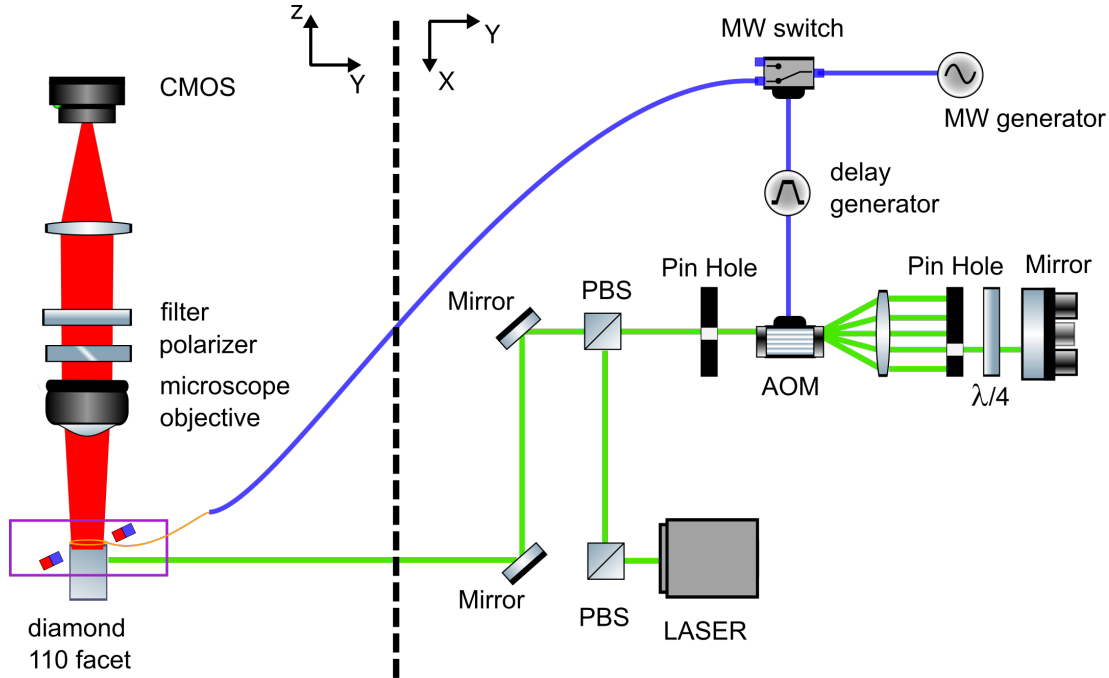 z
Y
Y
X
MW switch
CMOS
MW generator
delay
generator
Pin Hole
Pin Hole
Mirror
Mirror
PBS
filter
polarizer
microscope
objective
AOM
λ/4
Mirror
PBS
LASER
diamond
110 facet